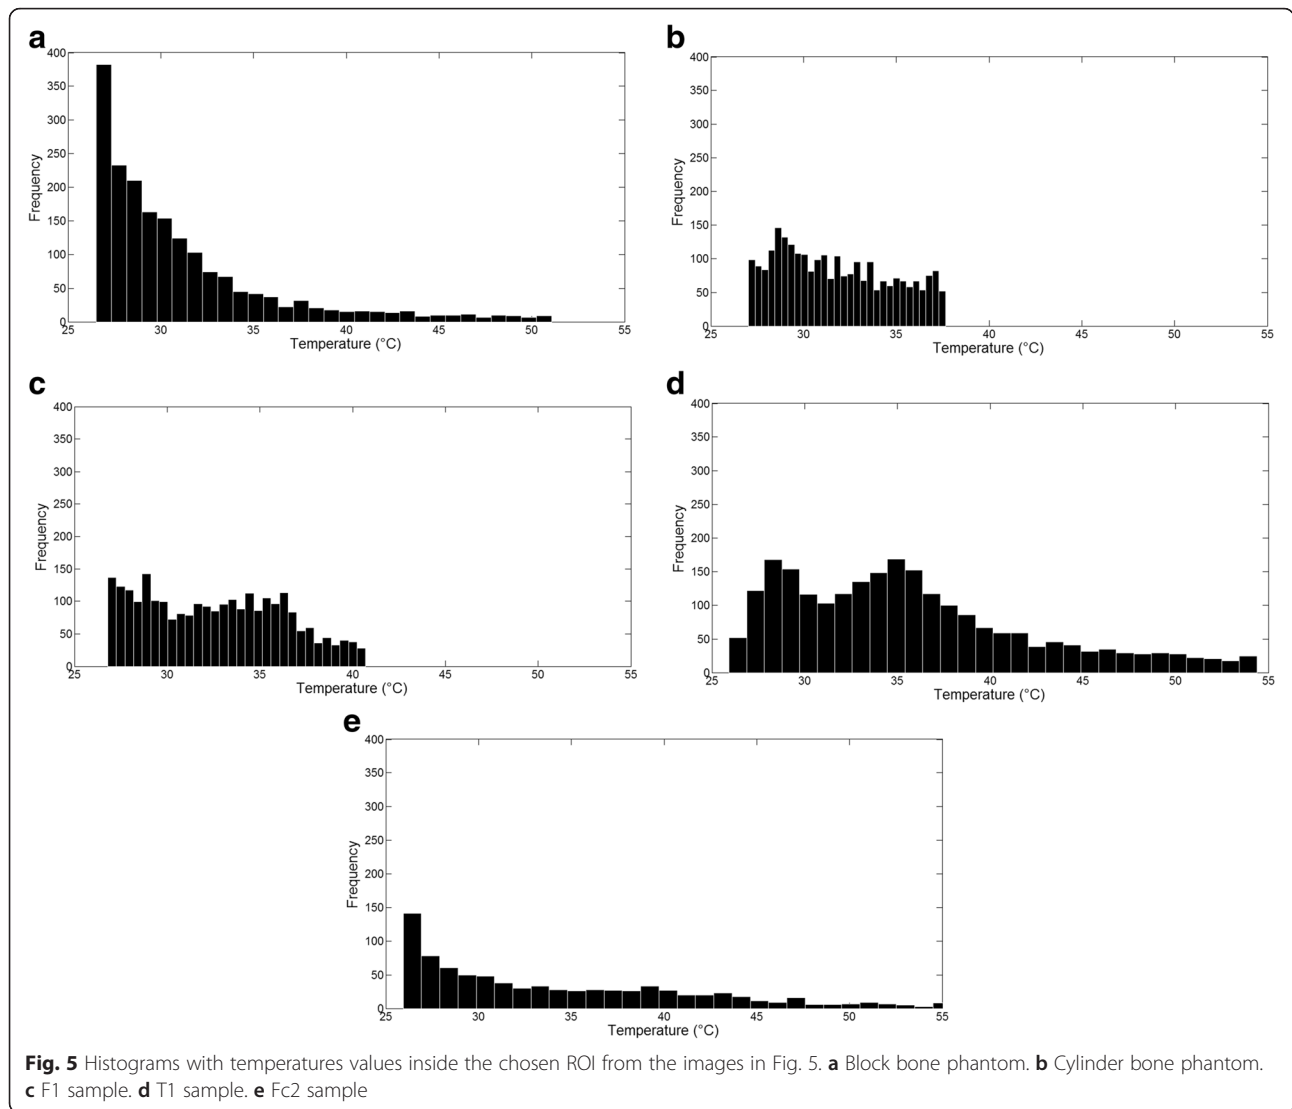 a
400
350
300
250
200
150
100
50
0
Frequency
25 30 35 40 45 50 55
Temperature (°C)
b
400
350
300
250
200
150
100
50
0
Frequency
25 30 35 40 45 50 55
Temperature (°C)
c
400
350
300
250
200
150
100
50
0
Frequency
25 30 35 40 45 50 55
Temperature (°C)
d
400
350
300
250
200
150
100
50
0
Frequency
25 30 35 40 45 50 55
Temperature (°C)
e
400
350
300
250
200
150
100
50
0
Frequency
25 30 35 40 45 50 55
Temperature (°C)
Fig. 5 Histograms with temperatures values inside the chosen ROI from the images in Fig. 5. a Block bone phantom. b Cylinder bone phantom.
c F1 sample. d T1 sample. e Fc2 sample